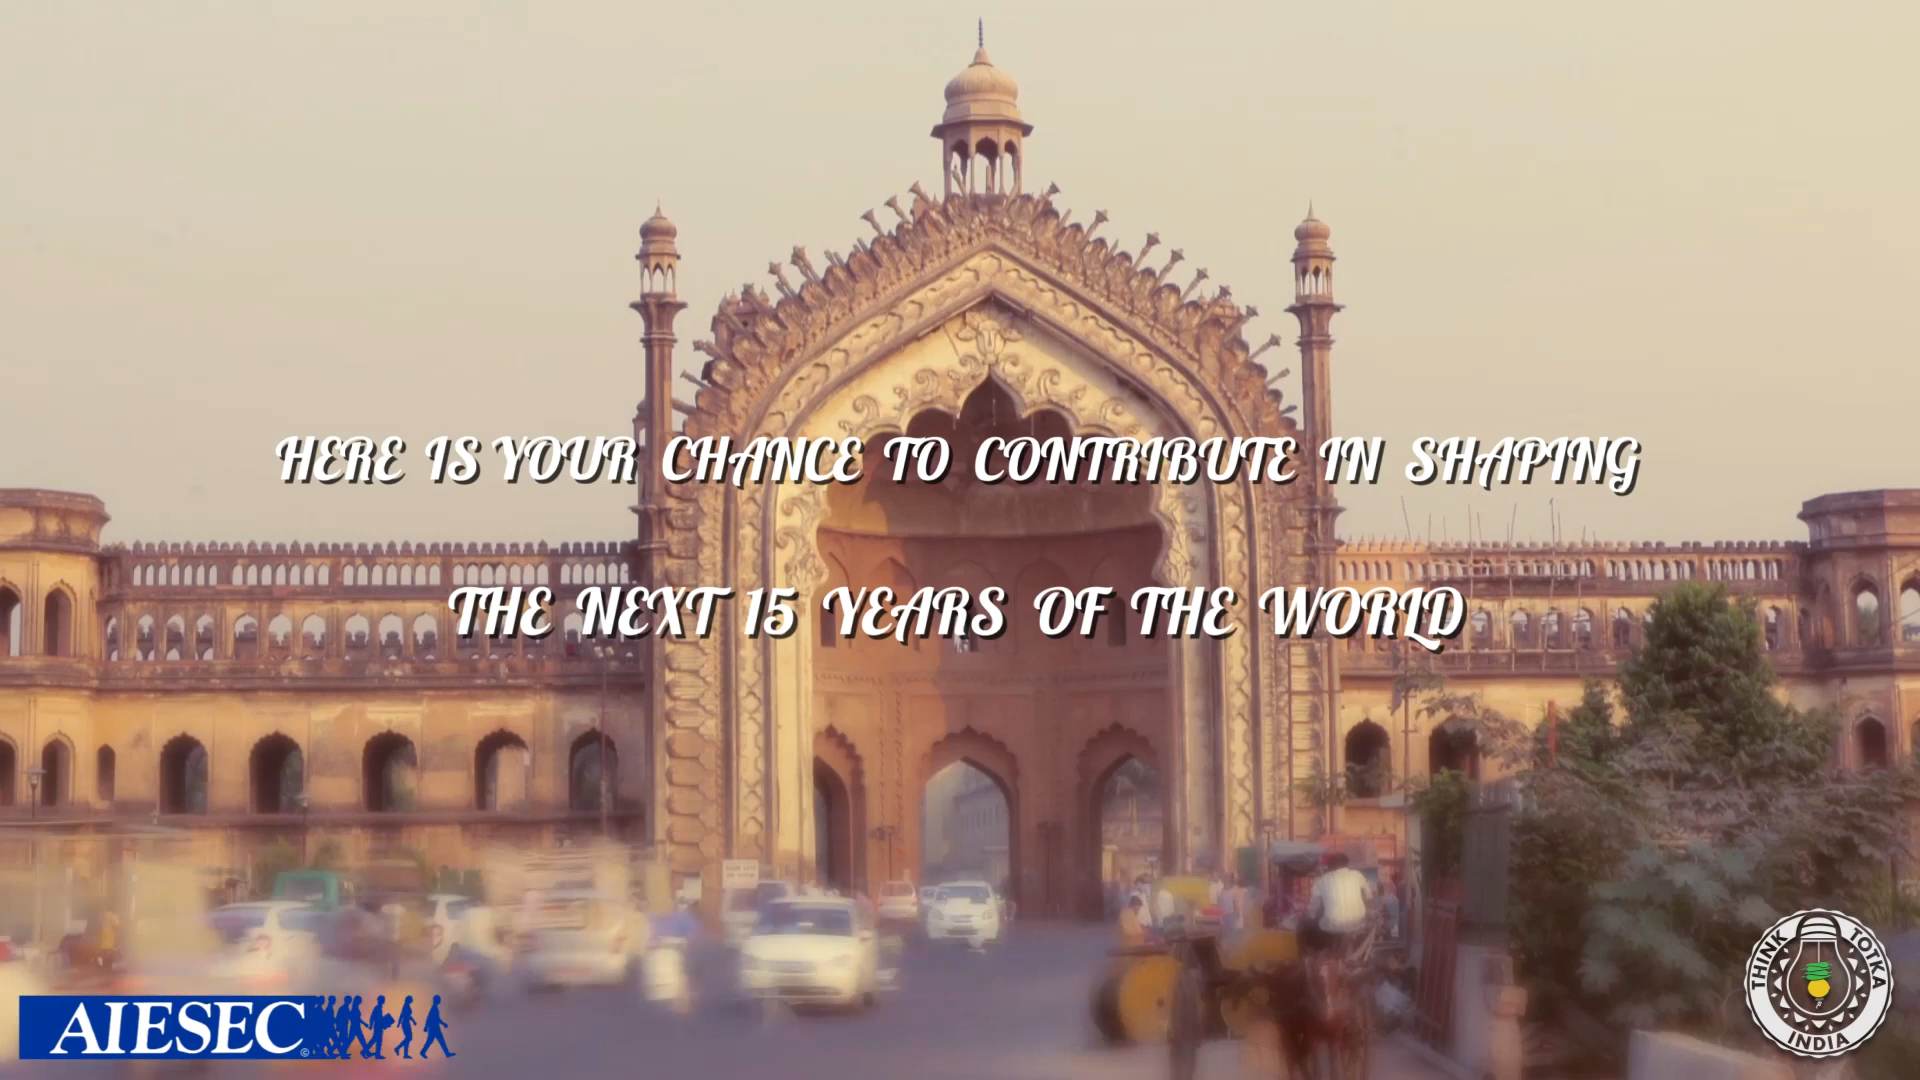 HERE IS YOUR CHANCE TO CONTRIBUTE IN SHAPING
THE NEXT 15 YEARS OF THE WORLD
AIESEC
THINK TOTKA
INDIA